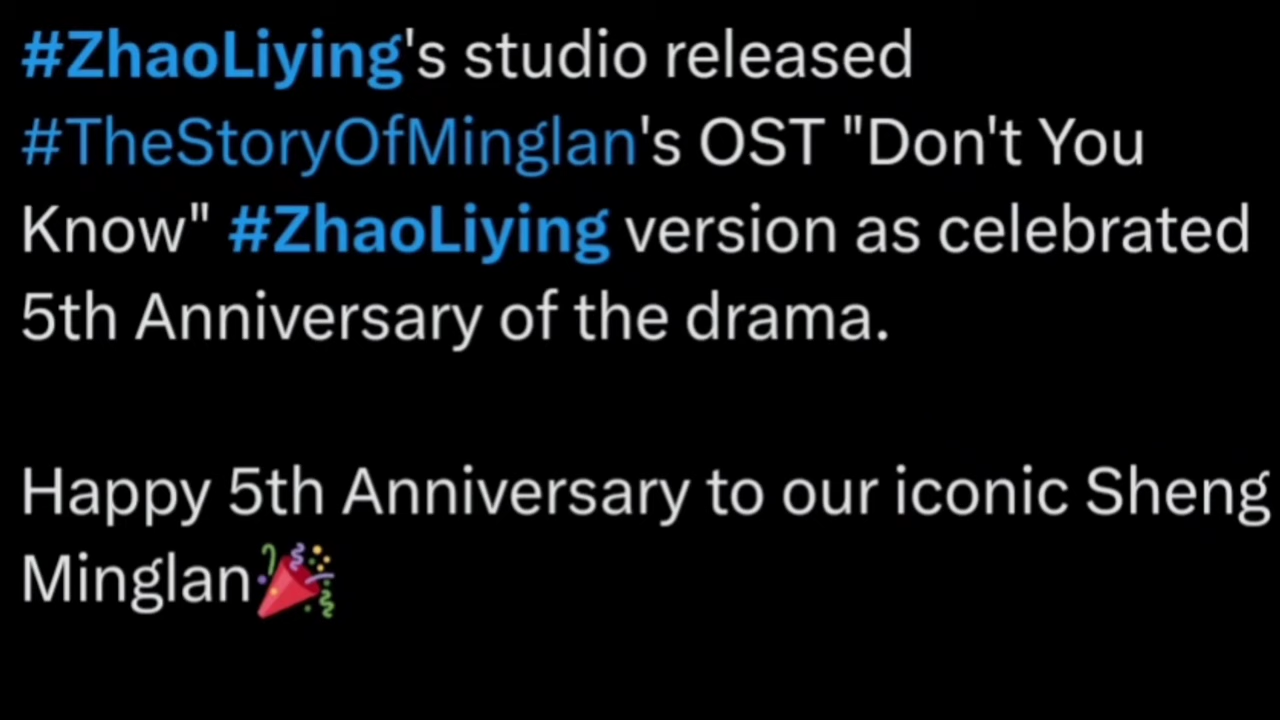 #ZhaoLiying's studio released
#TheStoryOfMinglan's OST "Don't You
Know" #ZhaoLiying version as celebrated
5th Anniversary of the drama.
Happy 5th Anniversary to our iconic Sheng
Minglan🎉